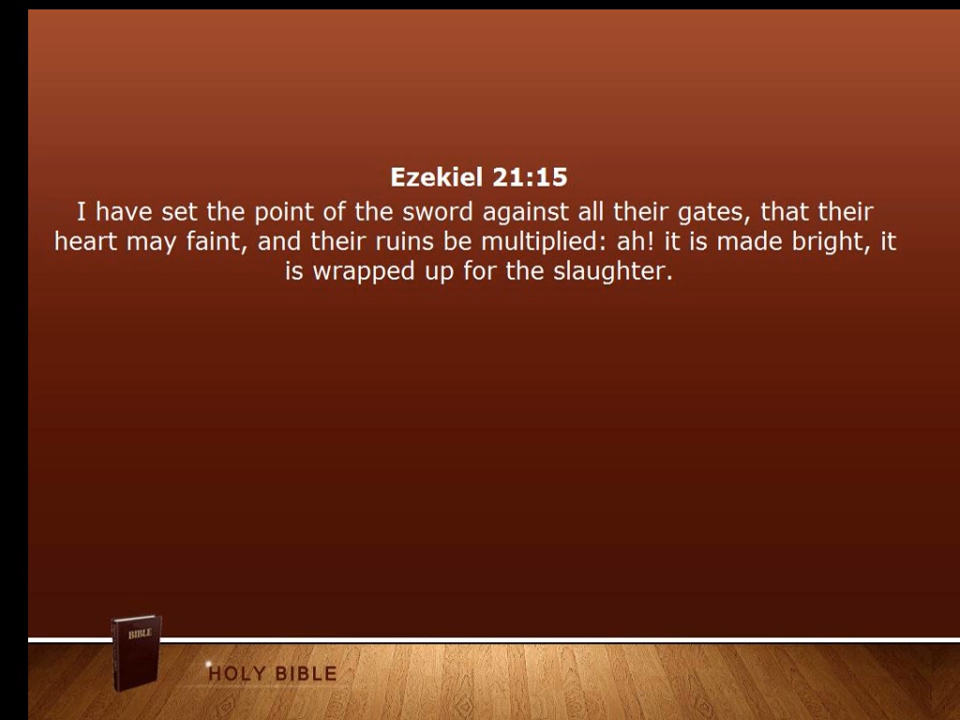 Ezekiel 21:15
I have set the point of the sword against all their gates, that their
heart may faint, and their ruins be multiplied: ah! it is made bright, it
is wrapped up for the slaughter.
BIBLE
HOLY BIBLE